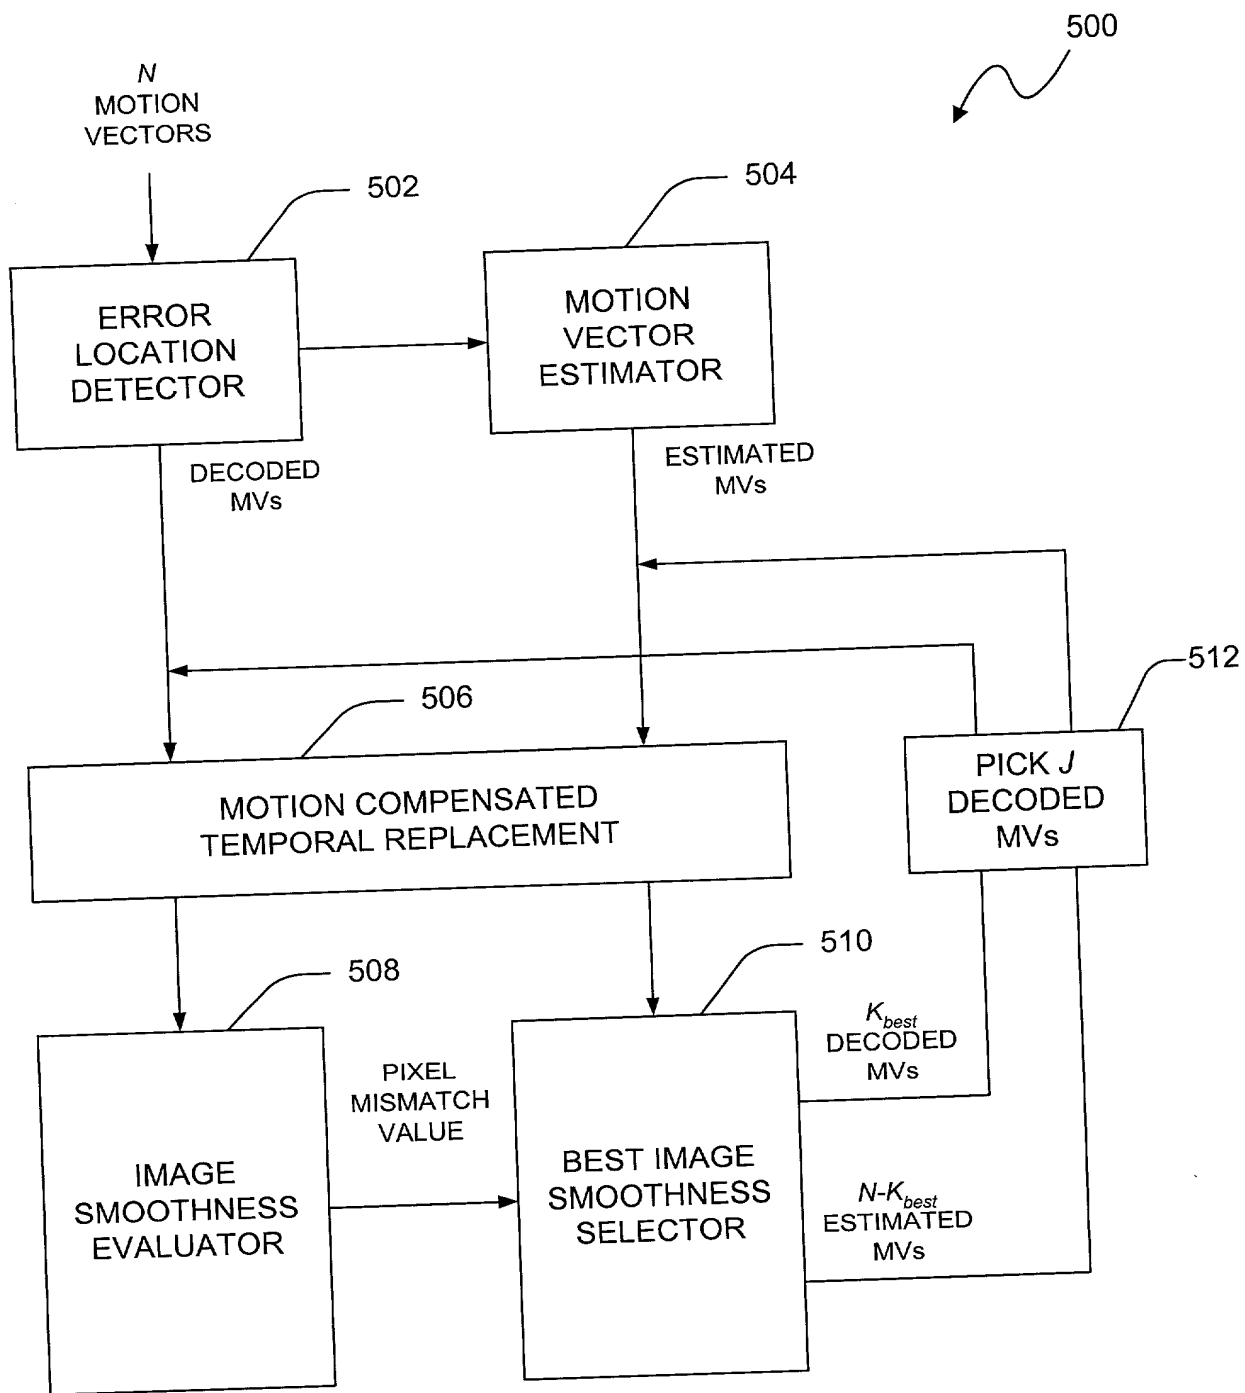 500
N
MOTION
VECTORS
502
504
ERROR
LOCATION
DETECTOR
MOTION
VECTOR
ESTIMATOR
DECODED
MVs
ESTIMATED
MVs
512
506
PICK J
DECODED
MVs
MOTION COMPENSATED
TEMPORAL REPLACEMENT
508
510
Kbest
DECODED
MVs
PIXEL
MISMATCH
VALUE
IMAGE
SMOOTHNESS
EVALUATOR
BEST IMAGE
SMOOTHNESS
SELECTOR
N-Kbest
ESTIMATED
MVs